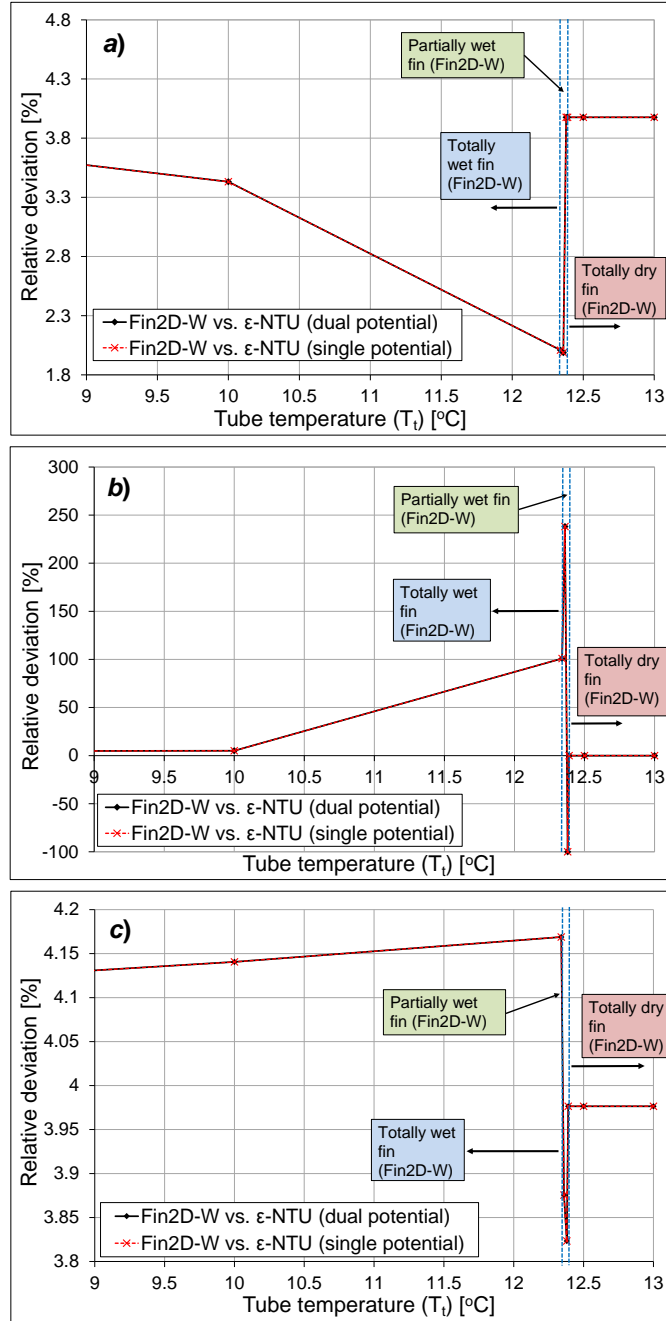 a)
4.8
4.3
3.8
3.3
2.8
2.3
1.8
Relative deviation [%]
Partially wet
fin (Fin2D-W)
Totally
wet fin
(Fin2D-W)
Totally dry
fin
(Fin2D-W)
Fin2D-W vs. ε-NTU (dual potential)
Fin2D-W vs. ε-NTU (single potential)
9 9.5 10 10.5 11 11.5 12 12.5 13
Tube temperature (Tt) [°C]
b)
300
250
200
150
100
50
0
-50
-100
Relative deviation [%]
Partially wet fin
(Fin2D-W)
Totally wet
fin
(Fin2D-W)
Totally dry
fin
(Fin2D-W)
9 9.5 10 10.5 11 11.5 12 12.5 13
Fin2D-W vs. ε-NTU (dual potential)
Fin2D-W vs. ε-NTU (single potential)
Tube temperature (Tt) [°C]
c)
4.2
4.15
4.1
4.05
4
3.95
3.9
3.85
3.8
Relative deviation [%]
Partially wet
fin (Fin2D-W)
Totally dry
fin
(Fin2D-W)
Totally wet
fin
(Fin2D-W)
Fin2D-W vs. ε-NTU (dual potential)
Fin2D-W vs. ε-NTU (single potential)
9 9.5 10 10.5 11 11.5 12 12.5 13
Tube temperature (Tt) [°C]